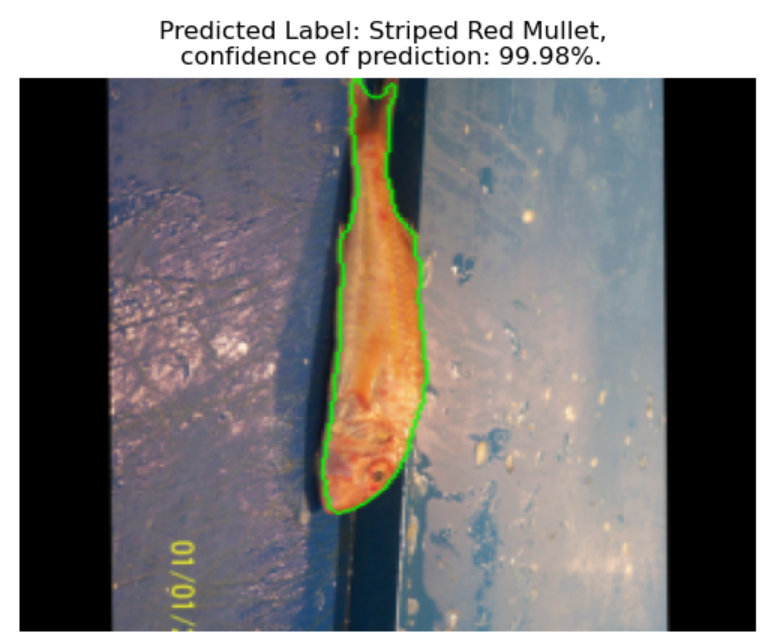 Predicted Label: Striped Red Mullet,
confidence of prediction: 99.98%.
01/01/